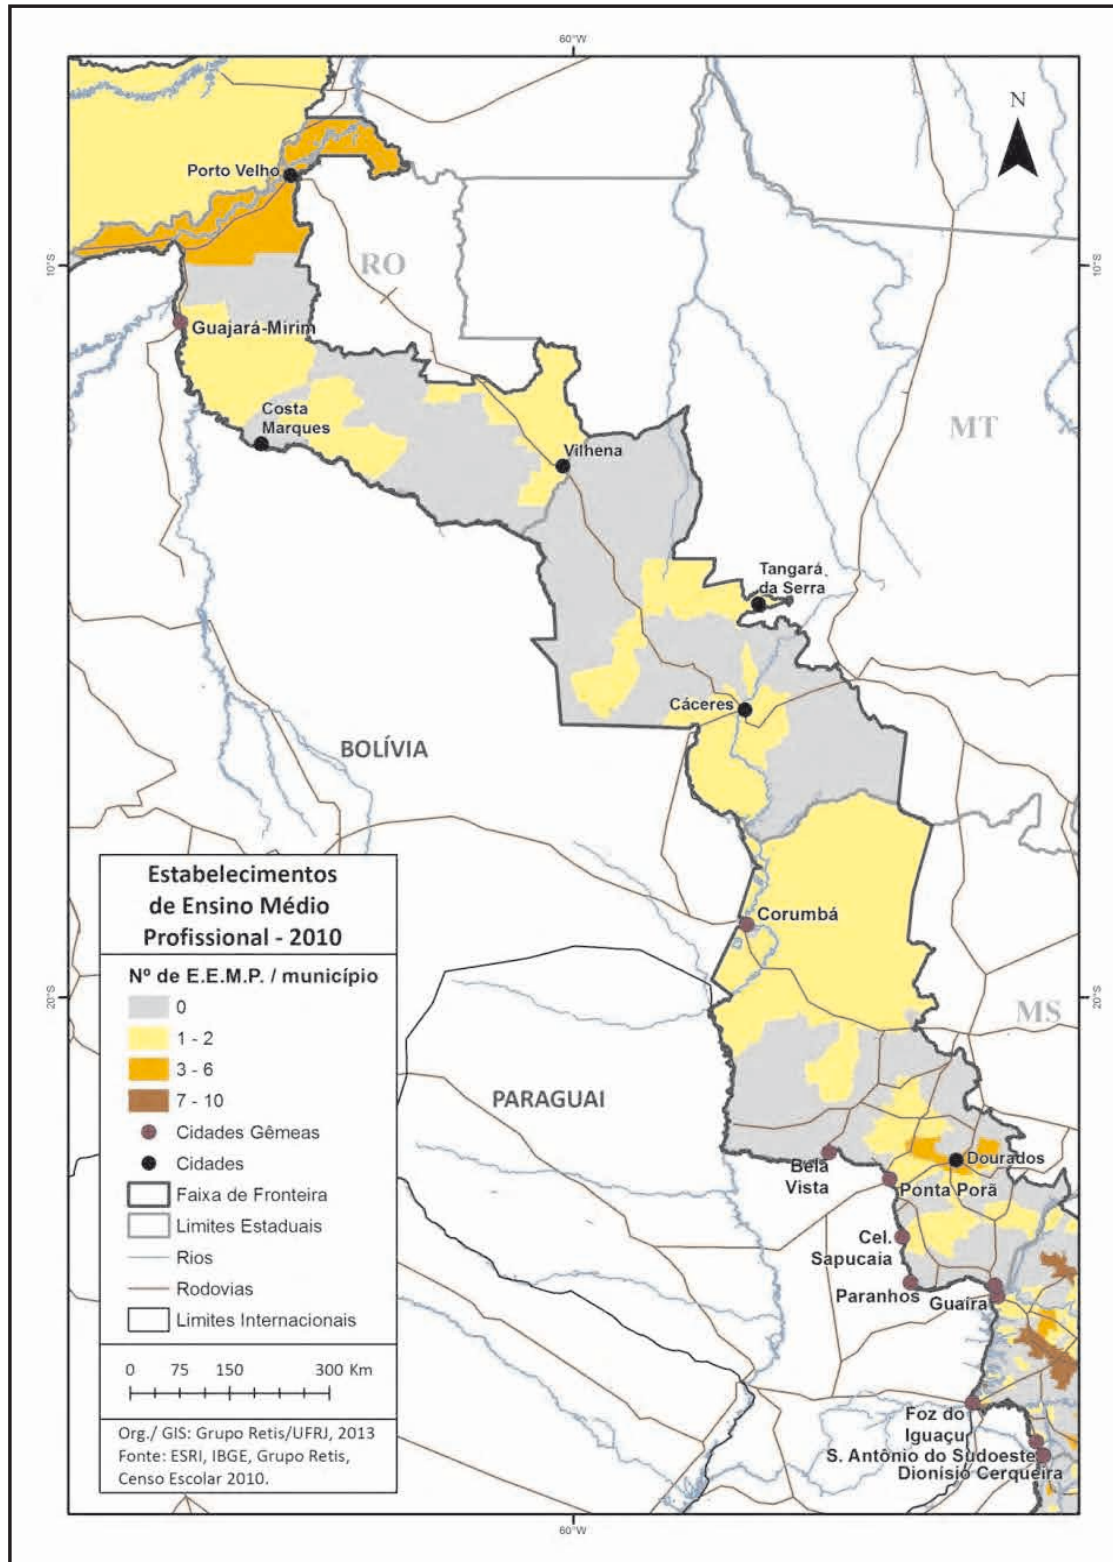 60°W
N
Porto Velho
RO
10°S
10°S
Guajará-Mirim
Costa
Marques
MT
Vilhena
Tangará
da Serra
Cáceres
BOLÍVIA
Corumbá
20°S
20°S
MS
PARAGUAI
Dourados
Bela
Vista
Ponta Porã
Cel.
Sapucaia
Paranhos
Guaíra
Foz do
Iguaçu
S. Antônio do Sudoeste
Dionísio Cerqueira
Estabelecimentos
de Ensino Médio
Profissional - 2010
Nº de E.E.M.P. / município
0
1 - 2
3 - 6
7 - 10
Cidades Gêmeas
Cidades
Faixa de Fronteira
Limites Estaduais
Rios
Rodovias
Limites Internacionais
0 75 150 300 Km
Org./ GIS: Grupo Retis/UFRJ, 2013
Fonte: ESRI, IBGE, Grupo Retis,
Censo Escolar 2010.
60°W